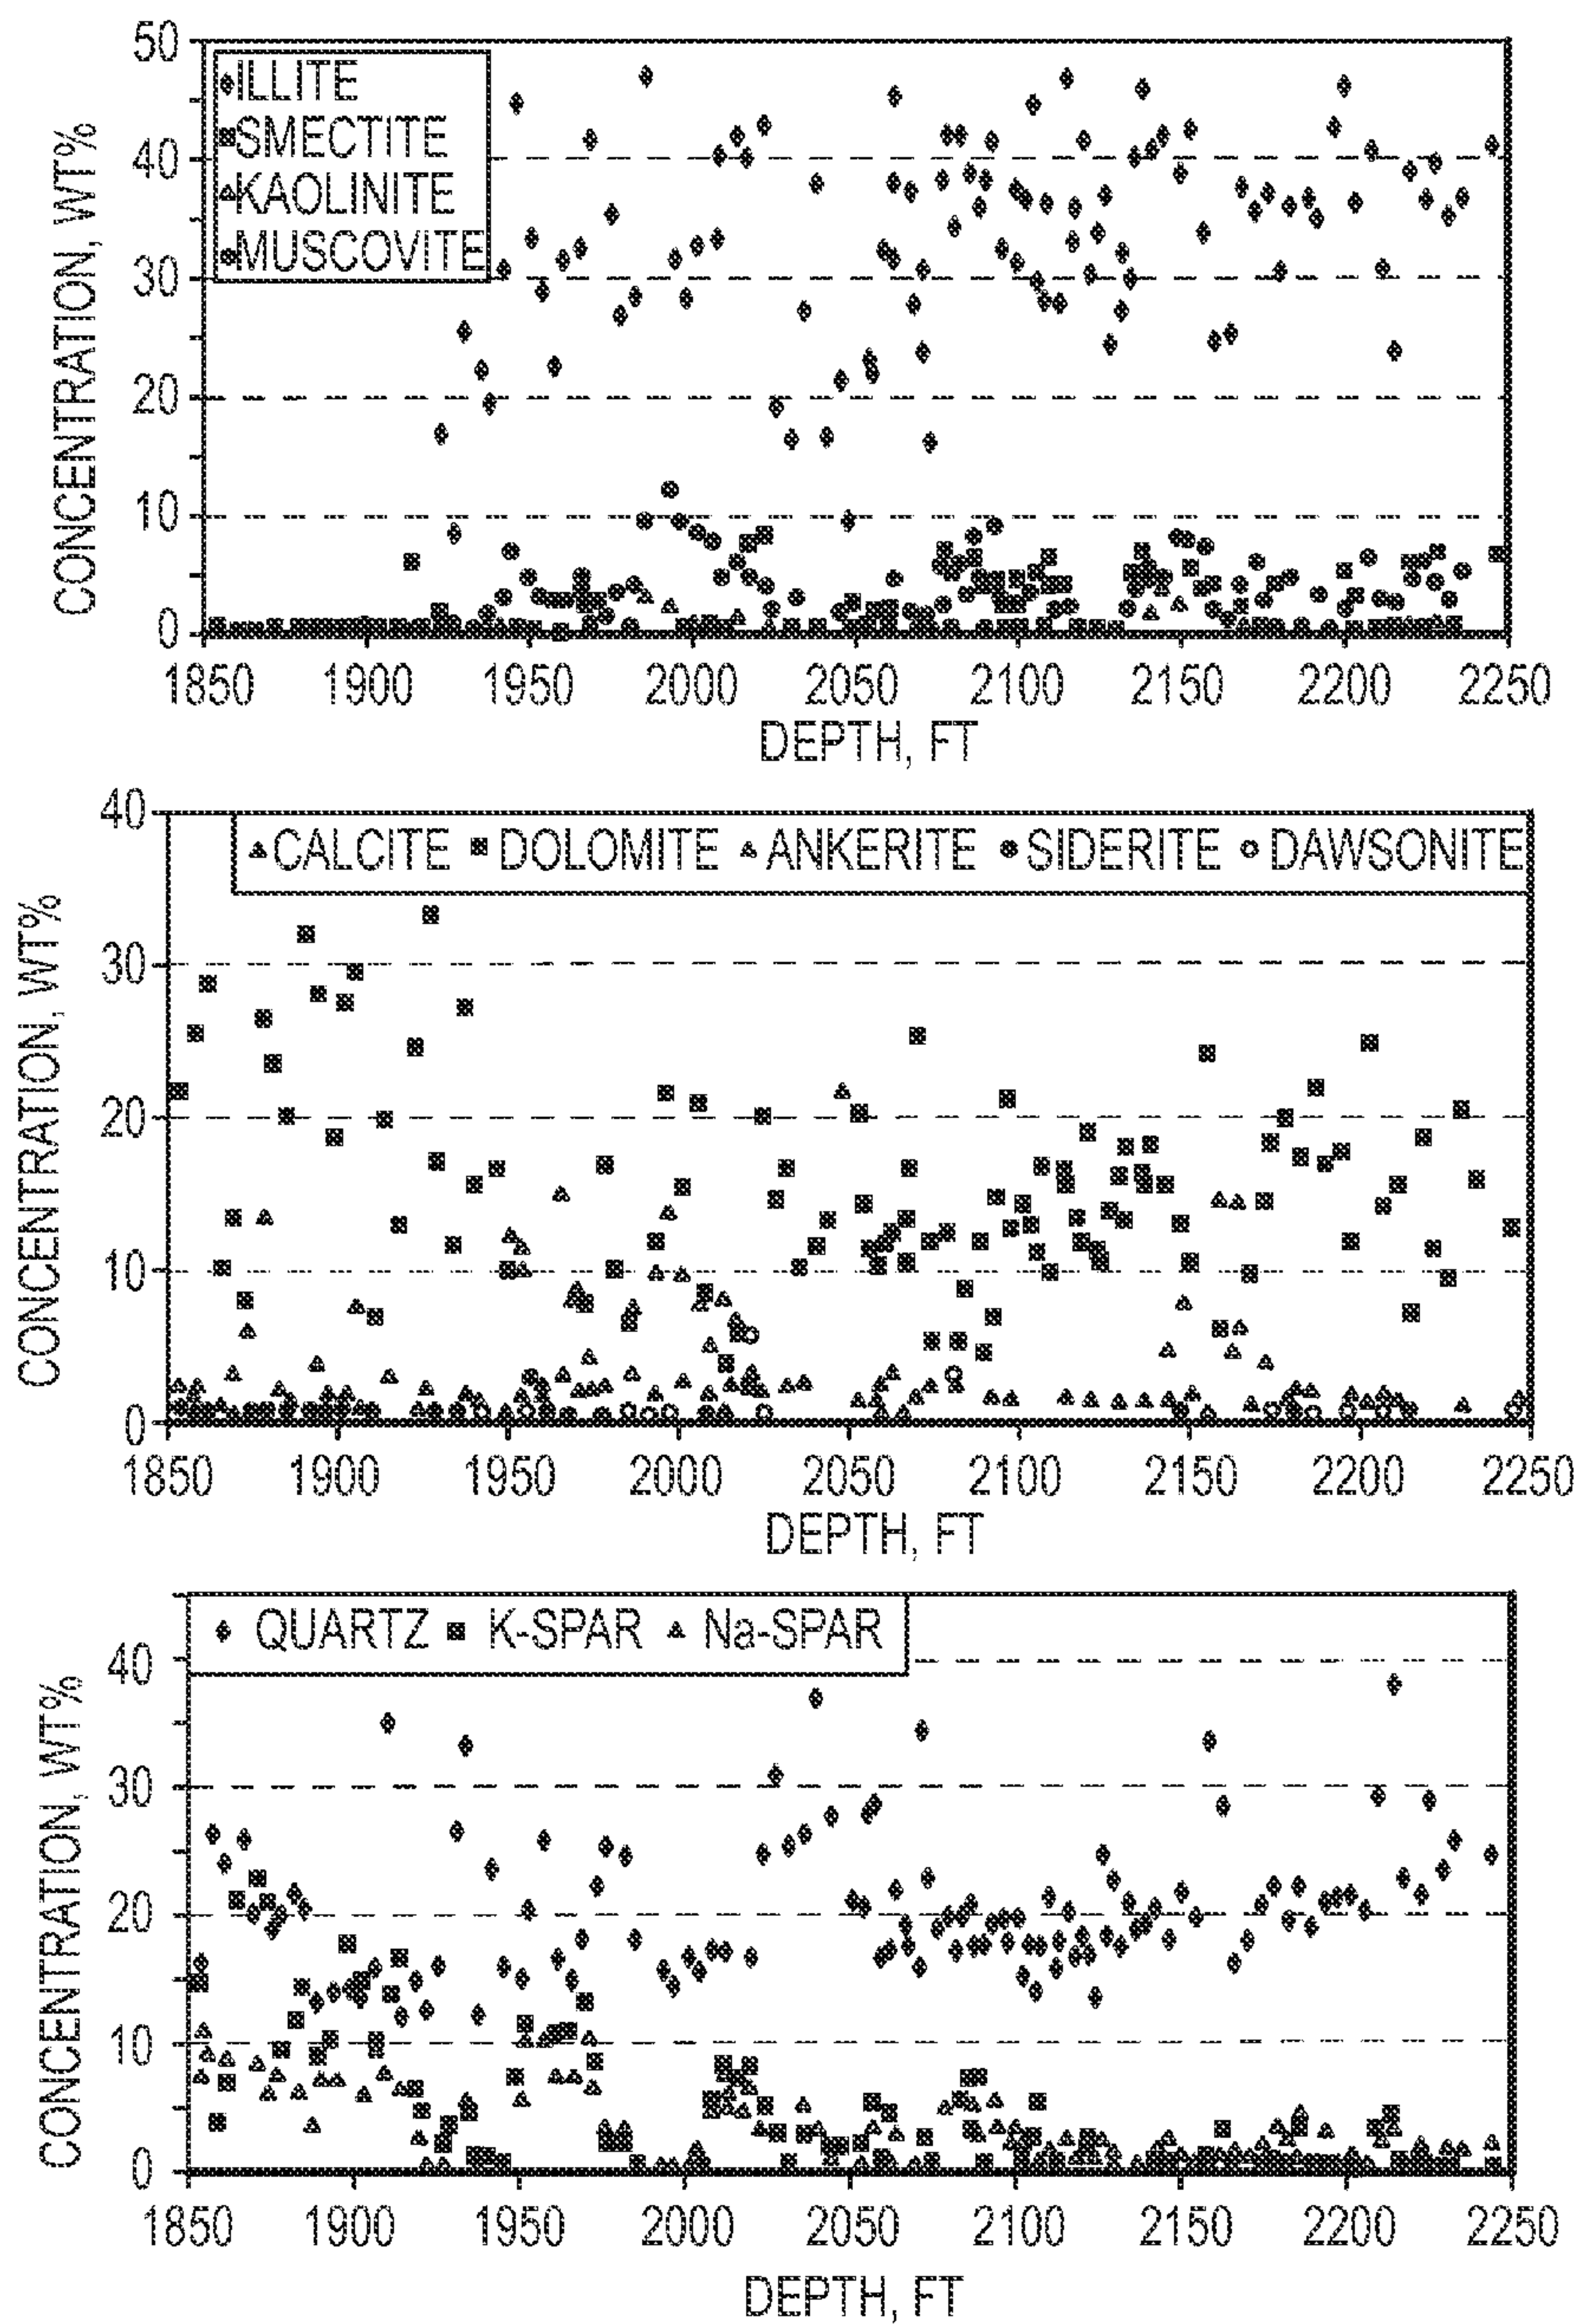 CONCENTRATION, WT%
50
40
30
20
10
0
ILLITE
SMECTITE
KAOLINITE
MUSCOVITE
1850 1900 1950 2000 2050 2100 2150 2200 2250
DEPTH, FT
CONCENTRATION, WT%
40
30
20
10
0
CALCITE DOLOMITE ANKERITE SIDERITE DAWSONITE
1850 1900 1950 2000 2050 2100 2150 2200 2250
DEPTH, FT
CONCENTRATION, WT%
40
30
20
10
0
QUARTZ K-SPAR Na-SPAR
1850 1900 1950 2000 2050 2100 2150 2200 2250
DEPTH, FT